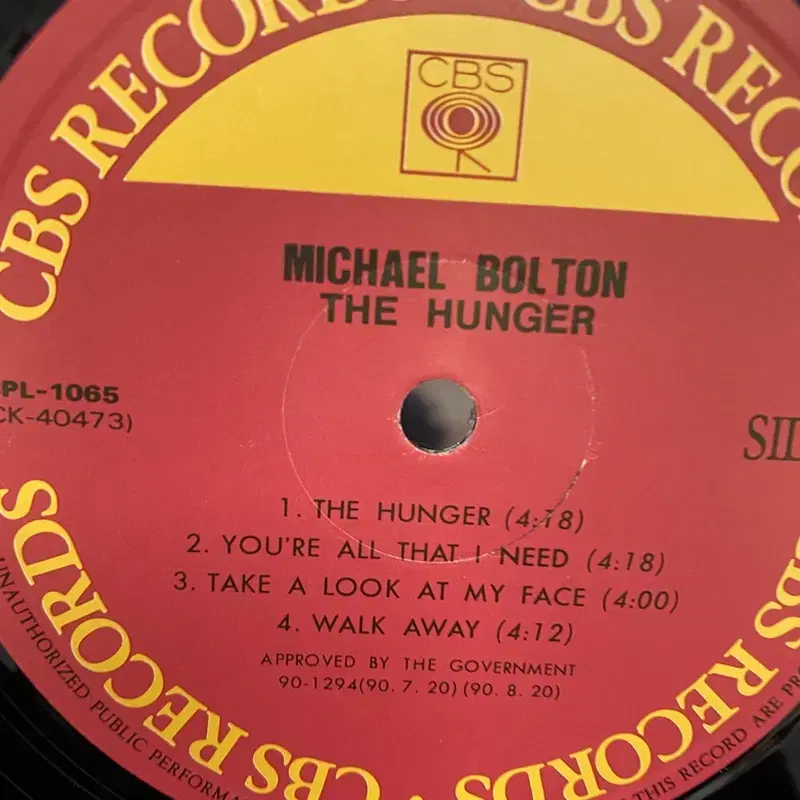 CBS RECORDS
CBS RECO
CBS
MICHAEL BOLTON
THE HUNGER
PL-1065
CK-40473)
1. THE HUNGER (4:18)
2. YOU'RE ALL THAT I NEED (4:18)
3. TAKE A LOOK AT MY FACE (4:00)
4. WALK AWAY (4:12)
APPROVED BY THE GOVERNMENT
90-1294(90. 7. 20)(90. 8. 20)
RECORDS
CBS RECORDS
CBS RECORDS
UNAUTHORIZED PUBLIC
THIS RECORD ARE